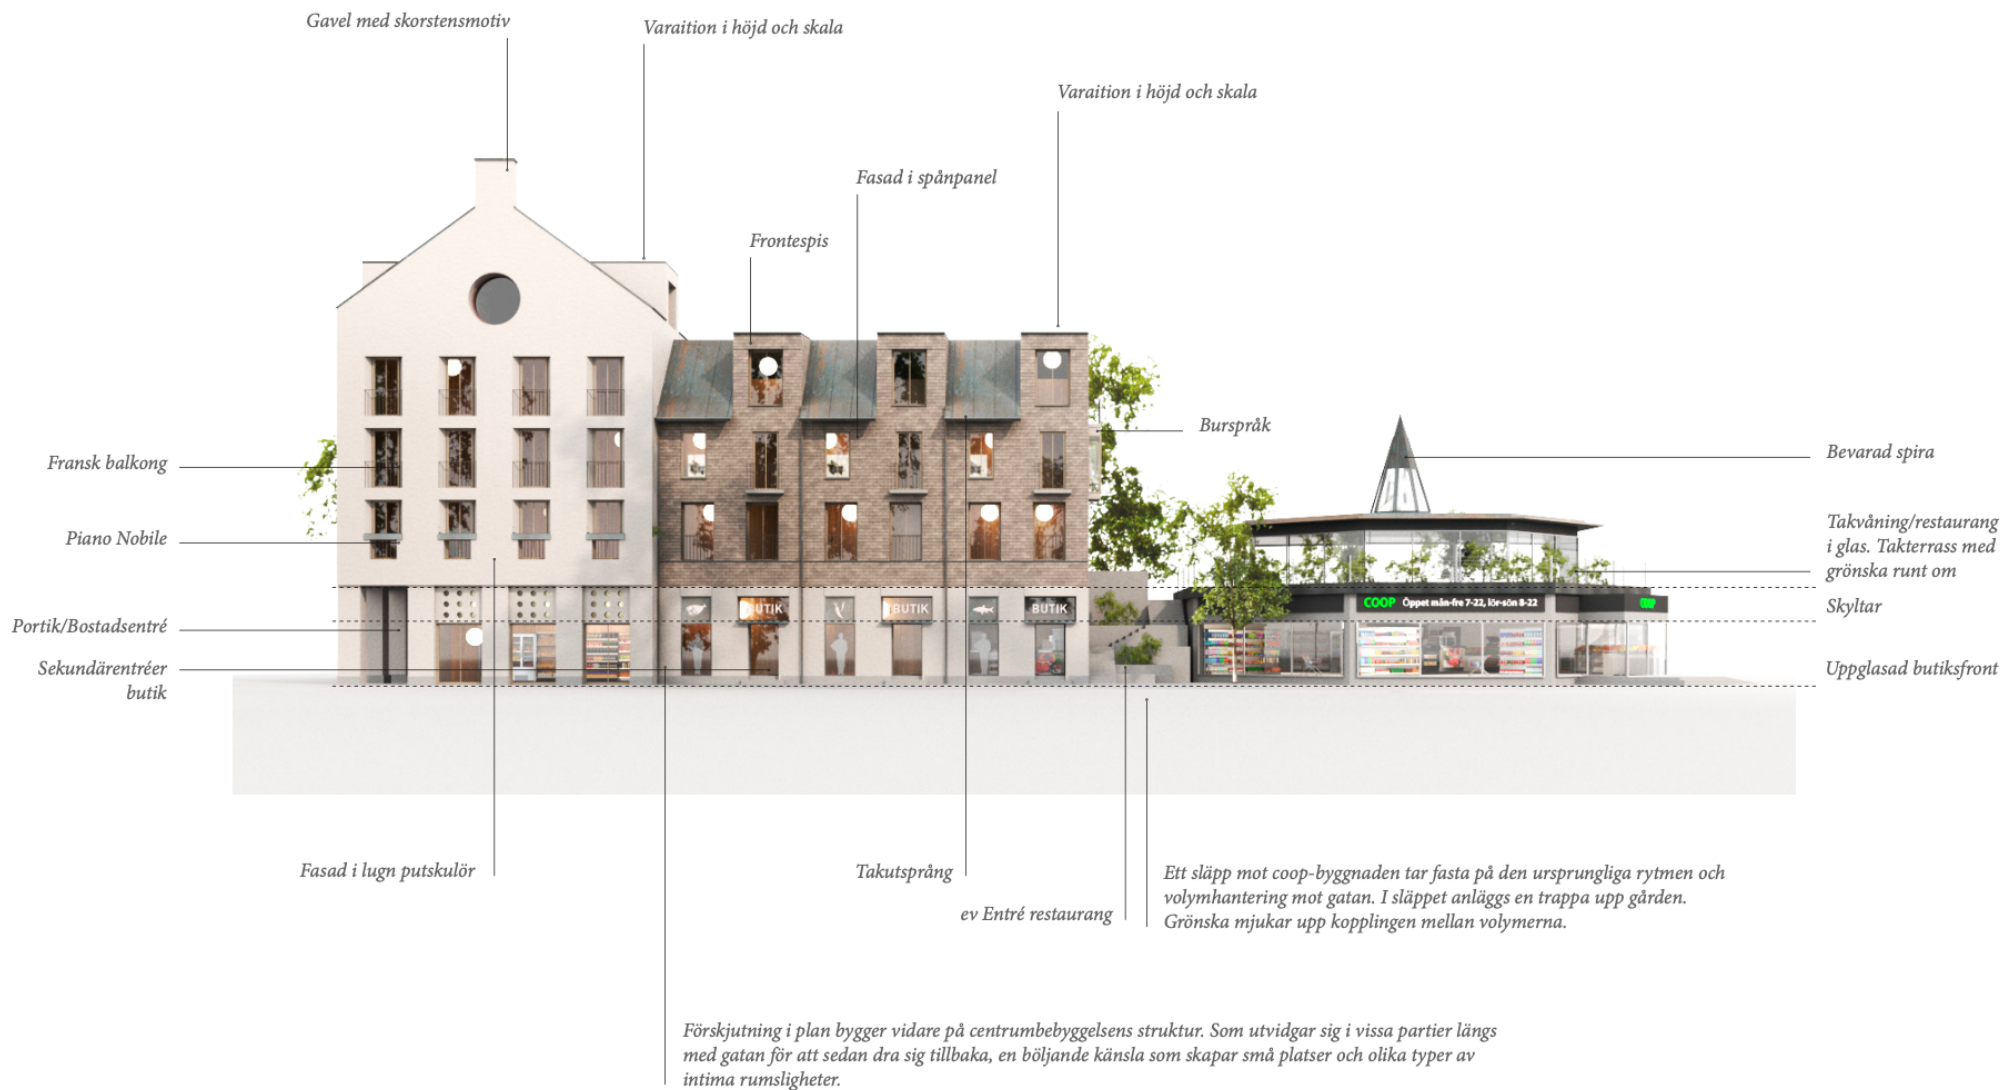 Gavel med skorstensmotiv
Varaition i höjd och skala
Varaition i höjd och skala
Fasad i spånpanel
Frontespis
Burspråk
Bevarad spira
Fransk balkong
Piano Nobile
Takvåning/restaurang
i glas. Takterrass med
grönska runt om
Skyltar
Portik/Bostadsentré
Sekundärentréer
butik
Uppglasad butiksfront
BUTIK
BUTIK
BUTIK
COOP Öppet mån-fre 7-22, lör-sön 8-22
COOP
Fasad i lugn putskulör
Takutsprång
ev Entré restaurang
Ett släpp mot coop-byggnaden tar fasta på den ursprungliga rytmen och
volymhantering mot gatan. I släppet anläggs en trappa upp gården.
Grönska mjukar upp kopplingen mellan volymerna.
Förskjutning i plan bygger vidare på centrumbebyggelsens struktur. Som utvidgar sig i vissa partier längs
med gatan för att sedan dra sig tillbaka, en böljande känsla som skapar små platser och olika typer av
intima rumsligheter.